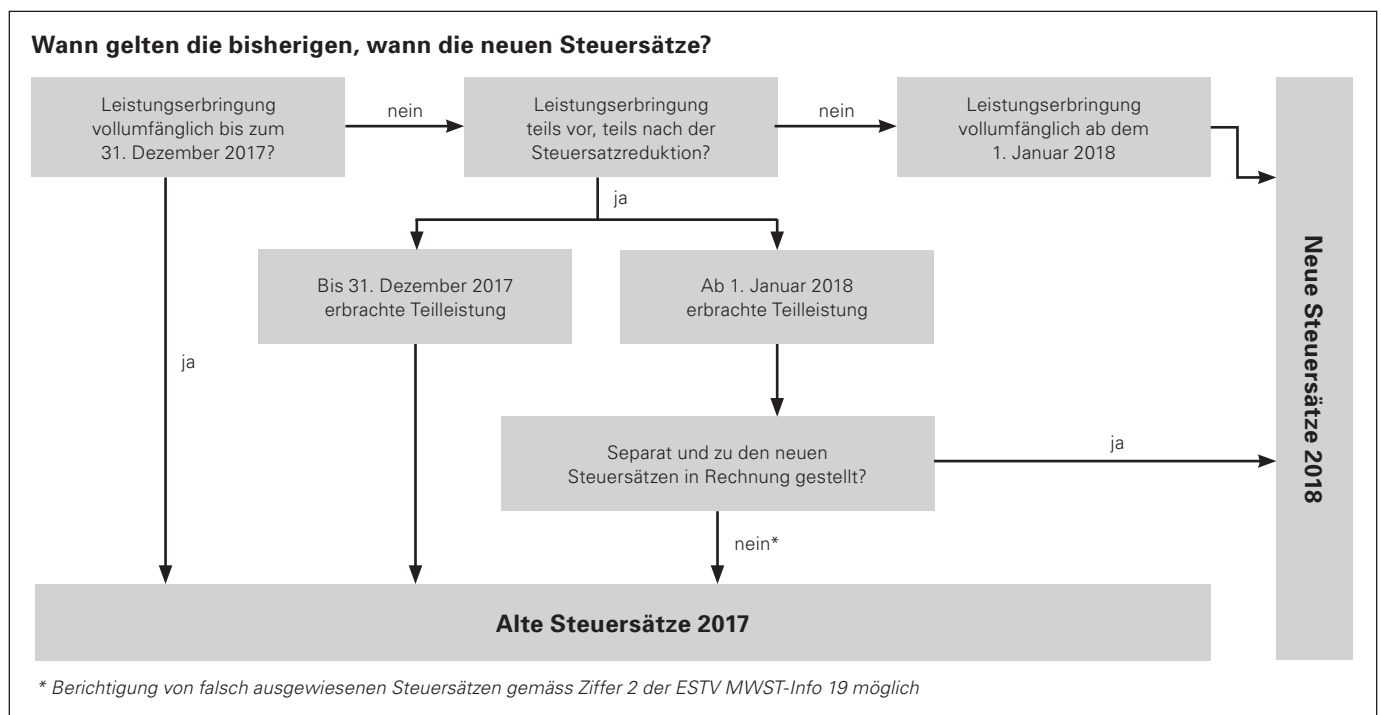 Wann gelten die bisherigen, wann die neuen Steuersätze?
Leistungserbringung
vollumfänglich bis zum
31. Dezember 2017?
nein
Leistungserbringung
teils vor, teils nach der
Steuersatzreduktion?
nein
Leistungserbringung
vollumfänglich ab dem
1. Januar 2018
ja
Bis 31. Dezember 2017
erbrachte Teilleistung
Ab 1. Januar 2018
erbrachte Teilleistung
ja
Separat und zu den neuen
Steuersätzen in Rechnung gestellt?
ja
nein*
Neue Steuersätze 2018
Alte Steuersätze 2017
* Berichtigung von falsch ausgewiesenen Steuersätzen gemäss Ziffer 2 der ESTV MWST-Info 19 möglich